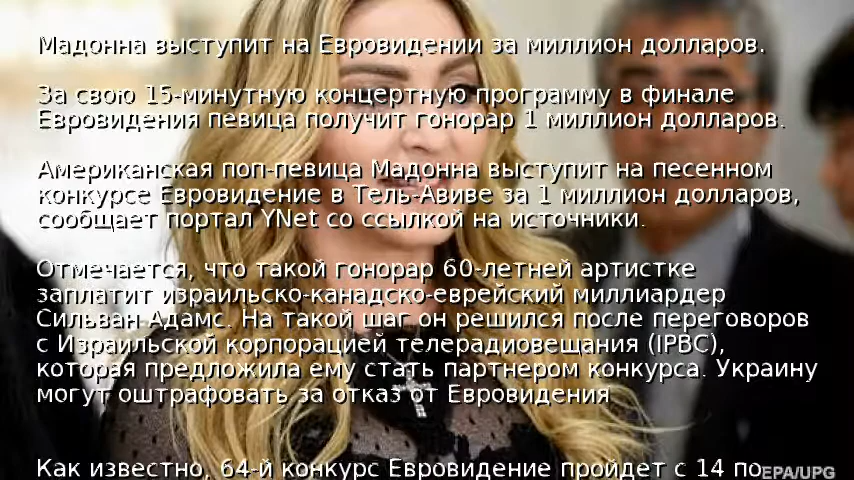 Мадонна выступит на Евровидении за миллион долларов.
За свою 15-минутную концертную программу в финале
Евровидения певица получит гонорар 1 миллион долларов.
Американская поп-певица Мадонна выступит на песенном
конкурсе Евровидение в Тель-Авиве за 1 миллион долларов,
сообщает портал YNet со ссылкой на источники.
Отмечается, что такой гонорар 60-летней артистке
заплатит израильско-канадско-еврейский миллиардер
Сильван Адамс. На такой шаг он решился после переговоров
с Израильской корпорацией телерадиовещания (IPBC),
которая предложила ему стать партнером конкурса. Украину
могут оштрафовать за отказ от Евровидения
Как известно, 64-й конкурс Евровидение пройдет с 14 по
EPA/UPG